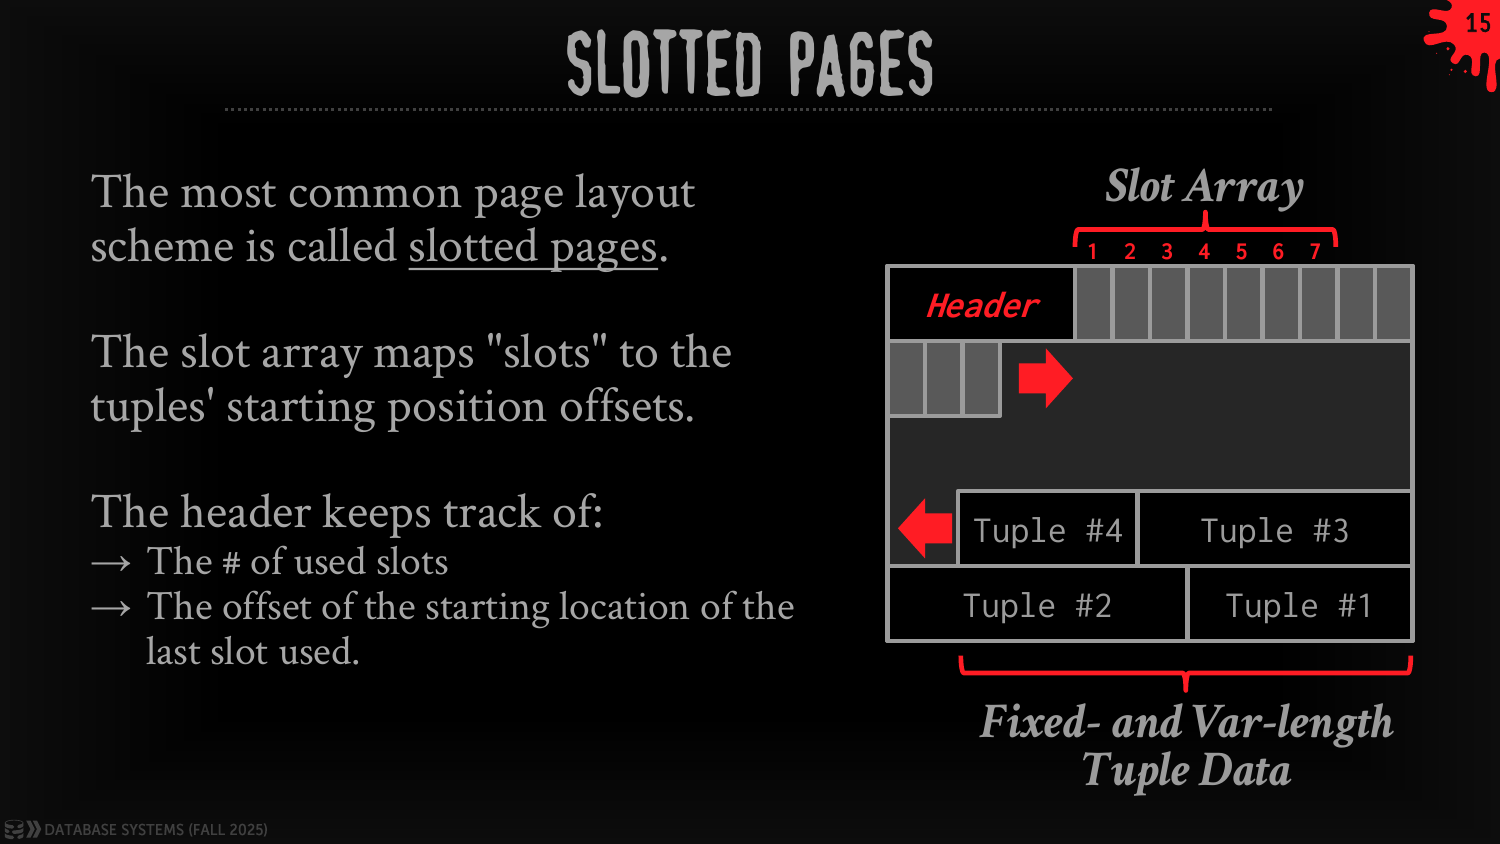 SLOTTED PAGES
15
The most common page layout
scheme is called slotted pages.
The slot array maps "slots" to the
tuples' starting position offsets.
The header keeps track of:
→ The # of used slots
→ The offset of the starting location of the
last slot used.
Slot Array
1 2 3 4 5 6 7
Header
Tuple #4 Tuple #3
Tuple #2 Tuple #1
Fixed- and Var-length
Tuple Data
DATABASE SYSTEMS (FALL 2025)